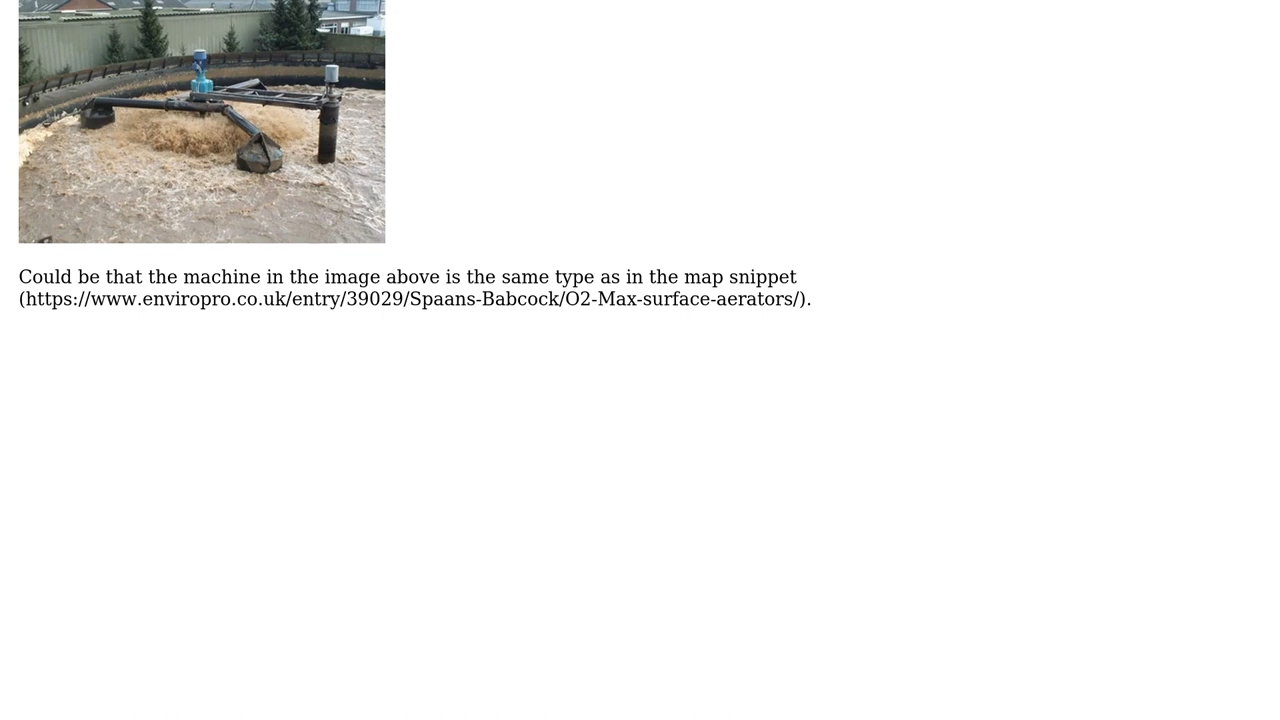 Could be that the machine in the image above is the same type as in the map snippet
(https://www.enviropro.co.uk/entry/39029/Spaans-Babcock/O2-Max-surface-aerators/).